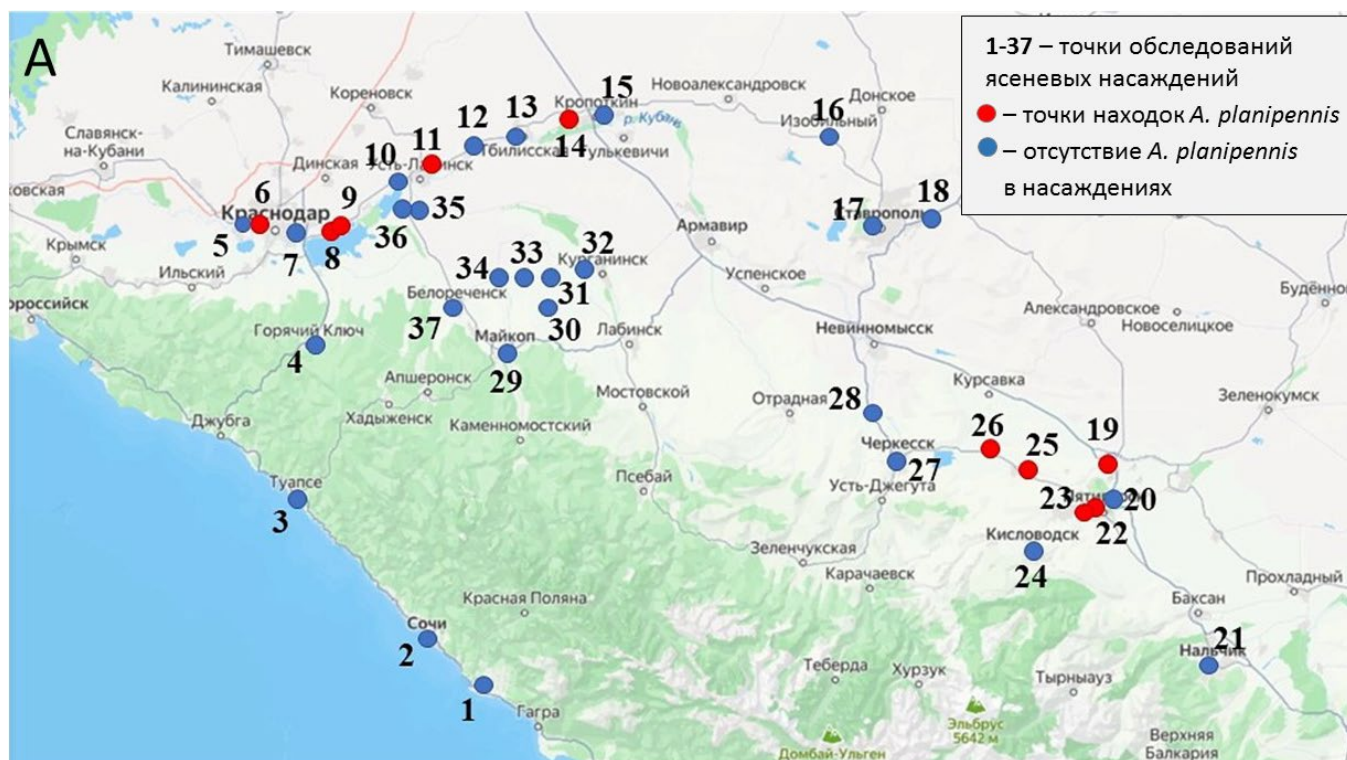 А
1-37 – точки обследований
ясеневых насаждений
– точки находок A. planipennis
– отсутствие A. planipennis
в насаждениях
Тимашевск
Калининская
Кореновск
Новоалександровск
Донское
Славянск-
на-Кубани
Динская
Усть-Лабинск
Тбилисская
Кропоткин
р. Кубань
Гулькевичи
Изобильный
10
11
12
13
14
15
16
Краснодар
5
6
7
8
9
36
35
Армавир
Ставрополь
17
18
Крымск
Ильский
34
33
32
Курганинск
31
30
Успенское
Белореченск
37
Александровское
Новоселицкое
Горячий Ключ
4
Майкоп
29
Лабинск
Невинномысск
Апшеронск
Хадыженск
Мостовской
Отрадная
28
Курсавка
Зеленокумск
Джубга
Каменномостский
Черкесск
27
26
25
19
Псебай
Усть-Джегута
23
20
22
Туапсе
3
Кисловодск
24
Зеленчукская
Карачаевск
Прохладный
Красная Поляна
Баксан
Сочи
2
Нальчик
21
Теберда
Хурзук
Тырныауз
1
Гагра
Эльбрус
5642 м
Домбай-Ульген
Верхняя
Балкария